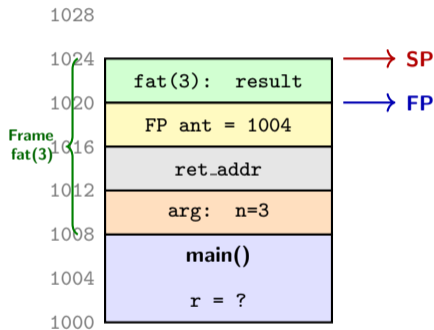 1028
1024
SP
fat(3): result
1020
FP
FP ant = 1004
Frame
fat(3)
1016
ret_addr
1012
arg: n=3
1008
main()
1004
r = ?
1000